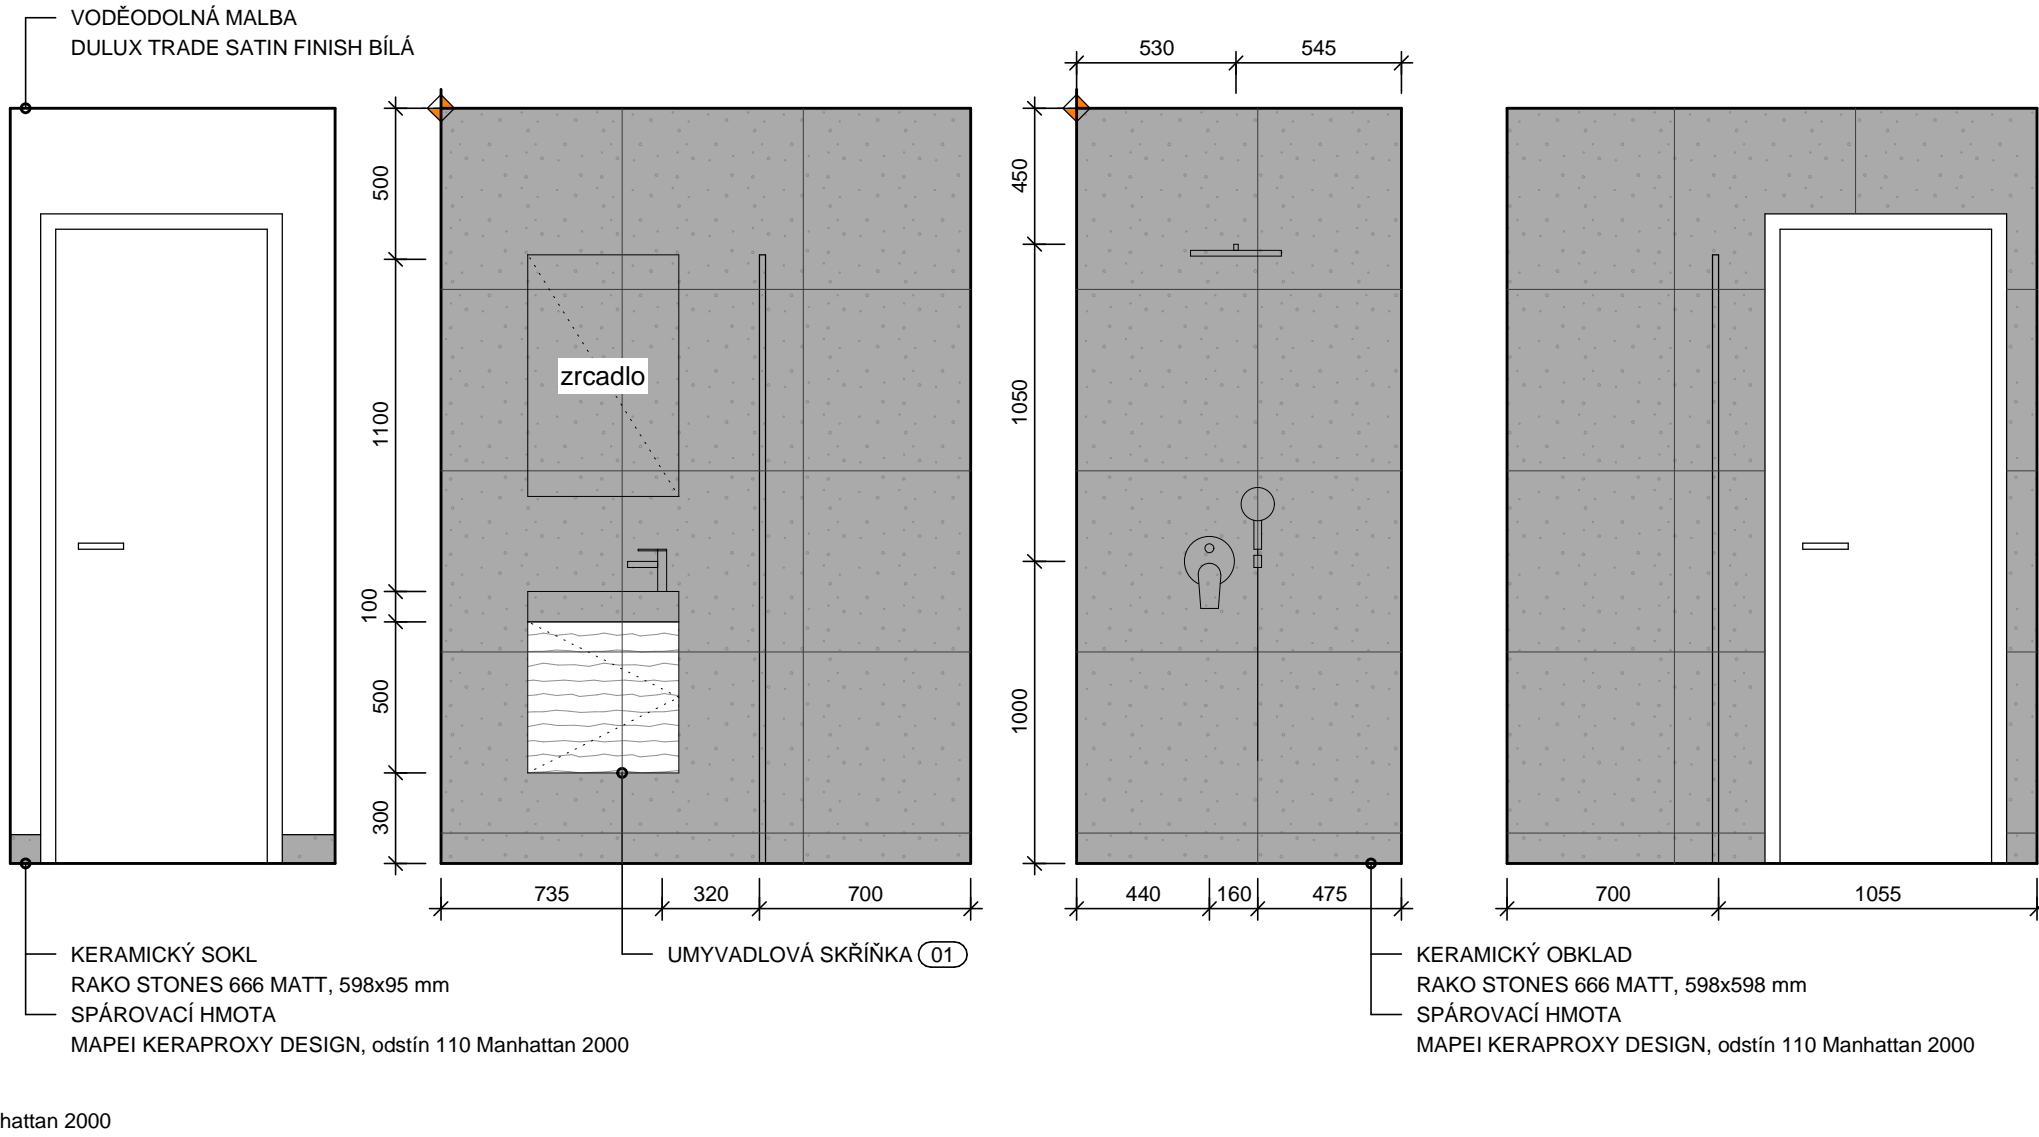 VODĚODOLNÁ MALBA
DULUX TRADE SATIN FINISH BÍLÁ
500
1100
100
500
300
zrcadlo
735
320
700
530
545
450
1050
1000
440
160
475
700
1055
KERAMICKÝ SOKL
RAKO STONES 666 MATT, 598x95 mm
SPÁROVACÍ HMOTA
MAPEI KERAPROXY DESIGN, odstín 110 Manhattan 2000
UMYVADLOVÁ SKŘÍŇKA 01
KERAMICKÝ OBKLAD
RAKO STONES 666 MATT, 598x598 mm
SPÁROVACÍ HMOTA
MAPEI KERAPROXY DESIGN, odstín 110 Manhattan 2000
hattan 2000